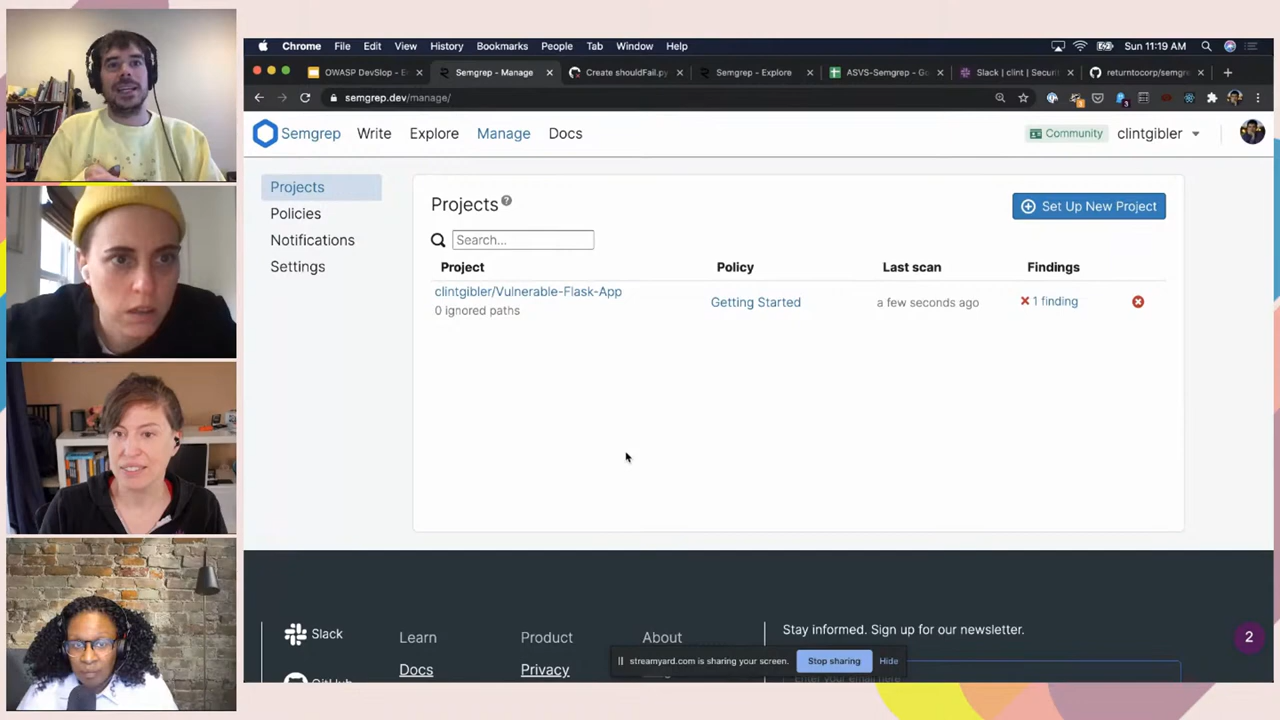 Chrome File Edit View History Bookmarks People Tab Window Help Sun 11:19 AM
OWASP DevSlop - Ev Semgrep - Manage Create shouldFail.py Semgrep - Explore ASVS-Semgrep - Go Slack | clint | Securi returntocorp/semgre
semgrep.dev/manage/
Semgrep Write Explore Manage Docs Community clintgibler
Projects
Policies
Notifications
Settings
Projects ?
Set Up New Project
Search...
Project Policy Last scan Findings
clintgibler/Vulnerable-Flask-App Getting Started a few seconds ago 1 finding
0 ignored paths
Slack
Learn
Docs
Product
Privacy
About
Stay informed. Sign up for our newsletter.
2
streamyard.com is sharing your screen. Stop sharing Hide